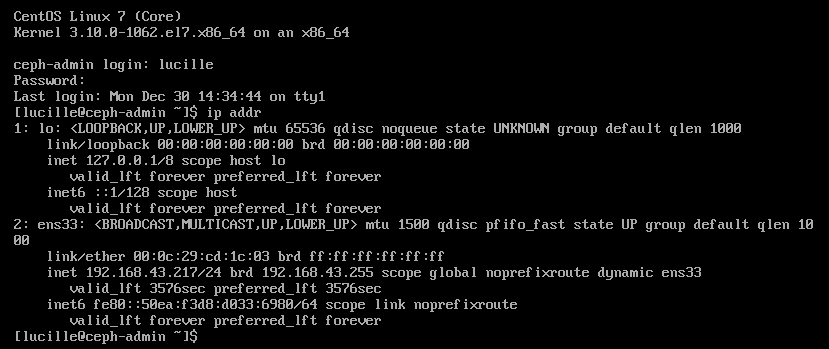 CentOS Linux 7 (Core)
Kernel 3.10.0-1062.el7.x86_64 on an x86_64
ceph-admin login: lucille
Password:
Last login: Mon Dec 30 14:34:44 on tty1
[lucille@ceph-admin ~]$ ip addr
1: lo: <LOOPBACK,UP,LOWER_UP> mtu 65536 qdisc noqueue state UNKNOWN group default qlen 1000
    link/loopback 00:00:00:00:00:00 brd 00:00:00:00:00:00
    inet 127.0.0.1/8 scope host lo
       valid_lft forever preferred_lft forever
    inet6 ::1/128 scope host
       valid_lft forever preferred_lft forever
2: ens33: <BROADCAST,MULTICAST,UP,LOWER_UP> mtu 1500 qdisc pfifo_fast state UP group default qlen 10
00
    link/ether 00:0c:29:cd:1c:03 brd ff:ff:ff:ff:ff:ff
    inet 192.168.43.217/24 brd 192.168.43.255 scope global noprefixroute dynamic ens33
       valid_lft 3576sec preferred_lft 3576sec
    inet6 fe80::50ea:f3d8:d033:6980/64 scope link noprefixroute
       valid_lft forever preferred_lft forever
[lucille@ceph-admin ~]$